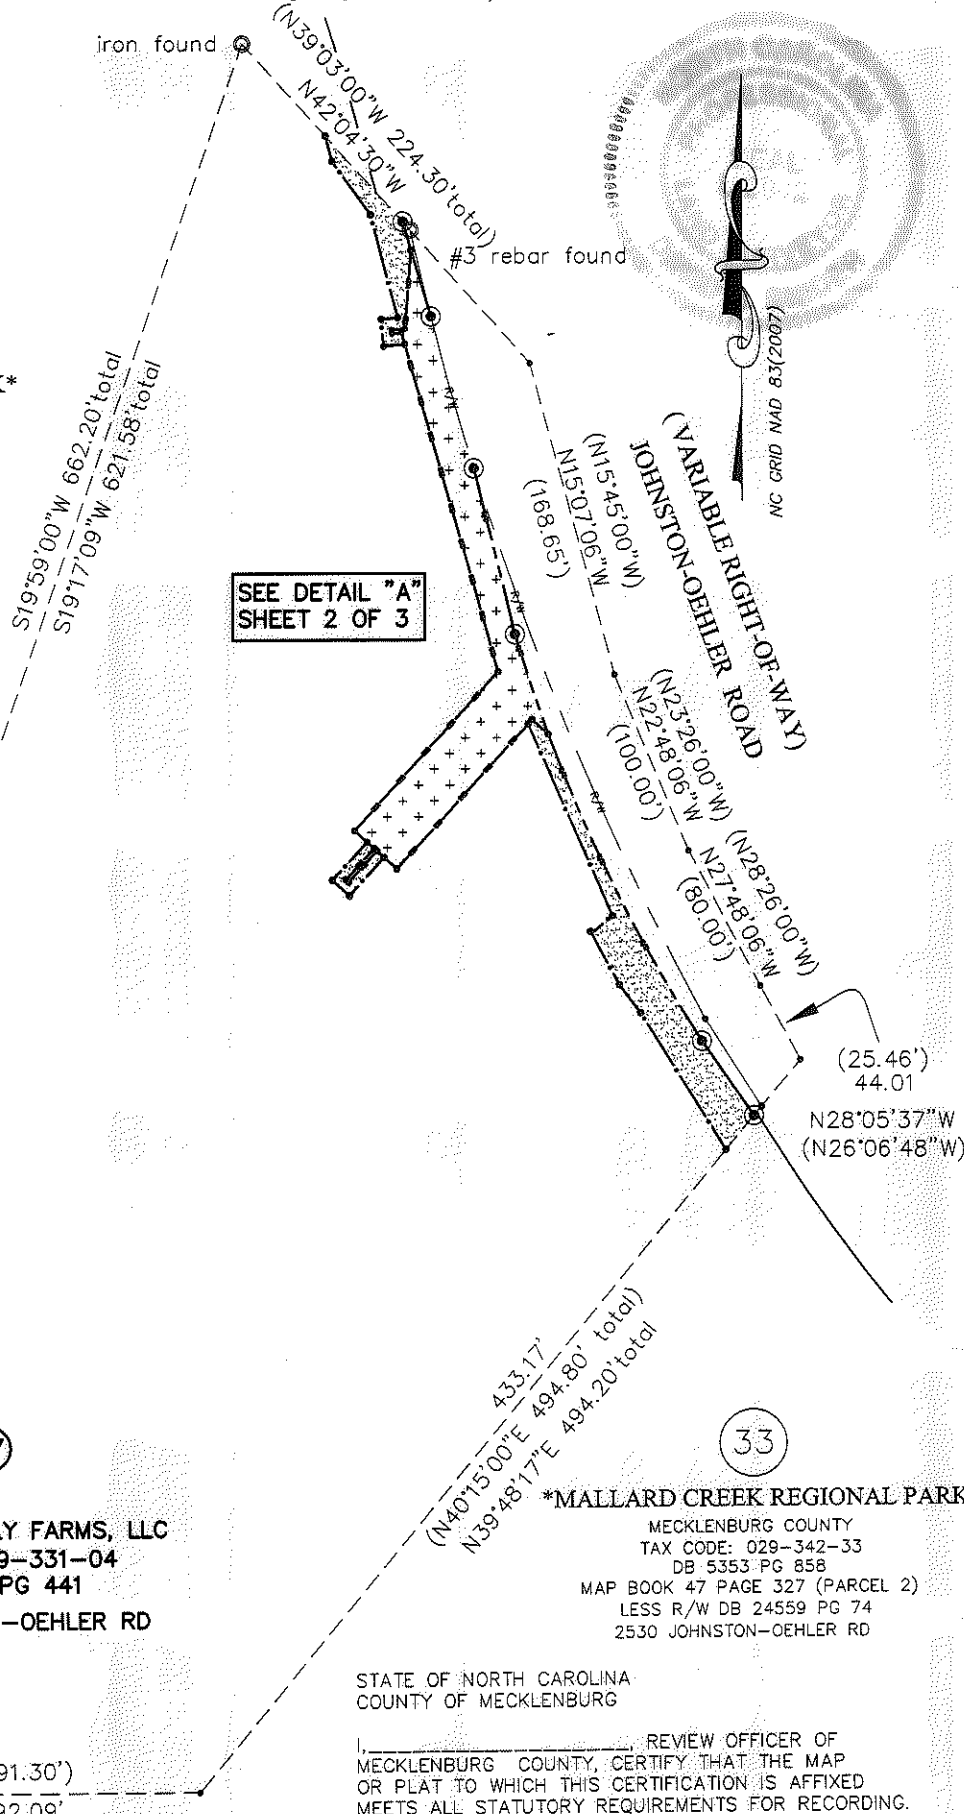 (N39°03'00"W 224.30'total)
N42°04'30"W
iron found
#3 rebar found
S19°59'00"W 662.20'total
S19°17'09"W 621.58'total
NC GRID NAD 83(2007)
(VARIABLE RIGHT-OF-WAY)
JOHNSTON-OEHLER ROAD
(N15°45'00"W)
N15°07'06"W
(168.65')
R/W
R/W
R/W
SEE DETAIL "A"
SHEET 2 OF 3
(N23°26'00"W)
N22°48'06"W
(100.00')
(N28°26'00"W)
N27°48'06"W
(80.00')
(25.46')
44.01
N28°05'37"W
(N26°06'48"W)
433.17'
(N40°15'00"E 494.80' total)
N39°48'17"E 494.20'total
33
*MALLARD CREEK REGIONAL PARK
MECKLENBURG COUNTY
TAX CODE: 029-342-33
DB 5353 PG 858
MAP BOOK 47 PAGE 327 (PARCEL 2)
LESS R/W DB 24559 PG 74
2530 JOHNSTON-OEHLER RD
Y FARMS, LLC
9-331-04
PG 441
-OEHLER RD
STATE OF NORTH CAROLINA
COUNTY OF MECKLENBURG
I,____________________, REVIEW OFFICER OF
MECKLENBURG COUNTY, CERTIFY THAT THE MAP
OR PLAT TO WHICH THIS CERTIFICATION IS AFFIXED
MEETS ALL STATUTORY REQUIREMENTS FOR RECORDING.
91.30')
92.09'